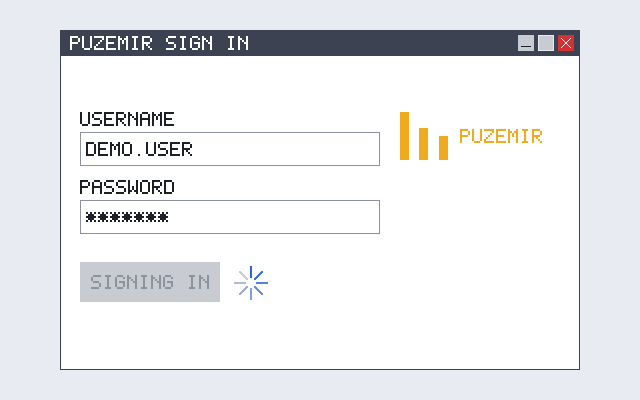 PUZEMIR SIGN IN
USERNAME
DEMO.USER
PUZEMIR
PASSWORD
*******
SIGNING IN